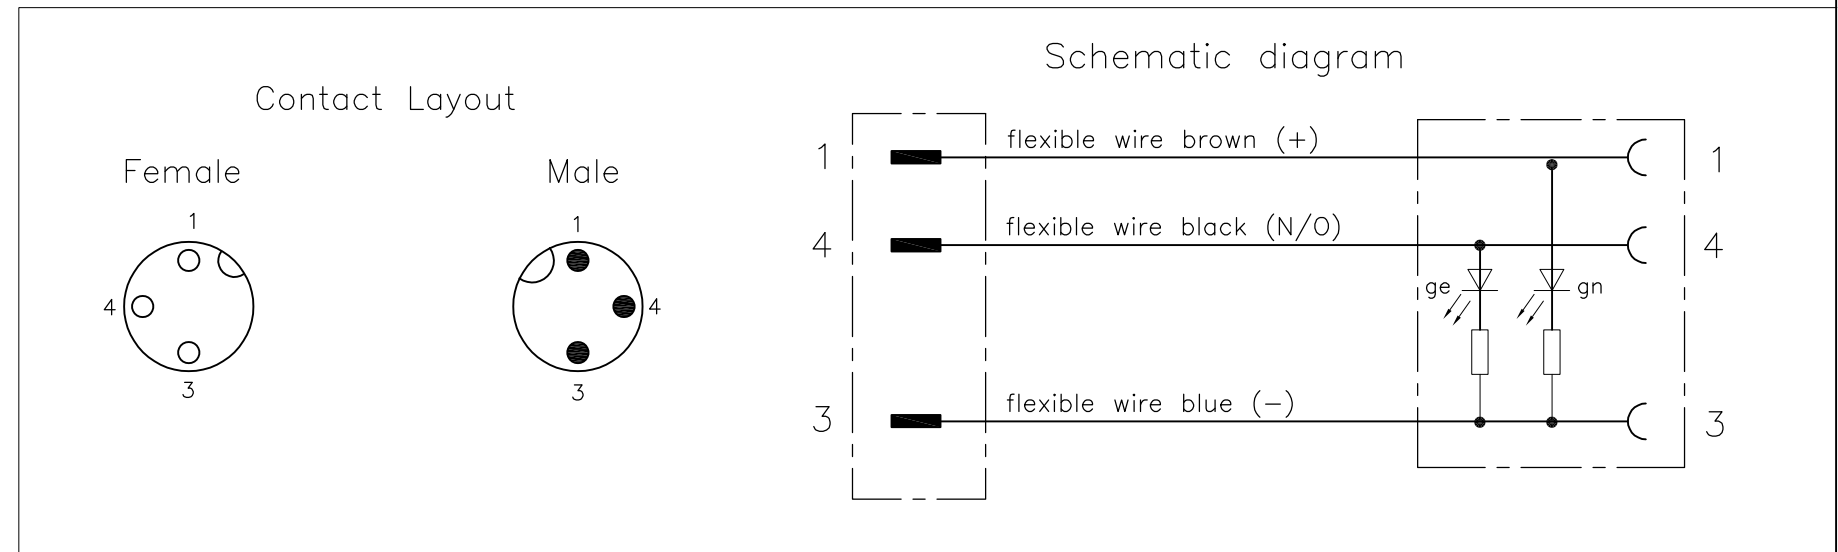 Schematic diagram
Contact Layout
Female
Male
1
4
3
1
4
3
1
flexible wire brown (+)
1
4
flexible wire black (N/O)
4
ge
gn
3
flexible wire blue (-)
3